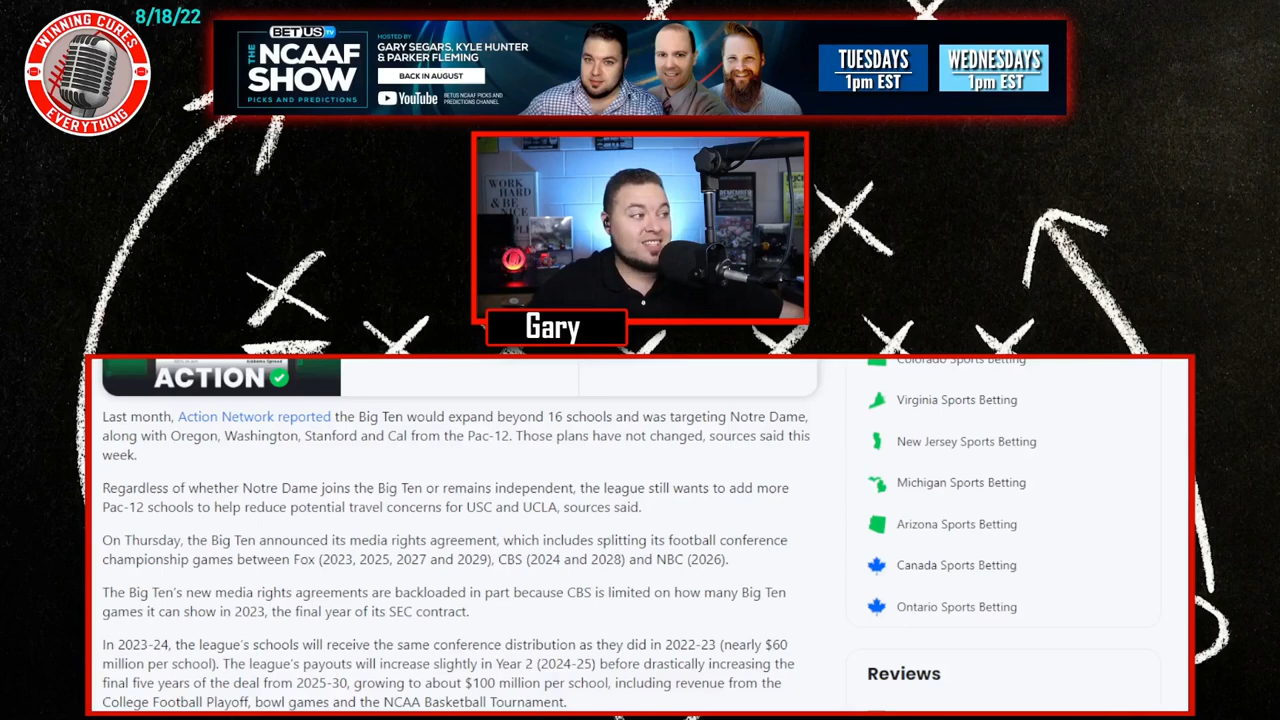 8/18/22
WINNING CURES
EVERYTHING
BETUS TV
THE
NCAAF
SHOW
PICKS AND PREDICTIONS
HOSTED BY
GARY SEGARS, KYLE HUNTER
& PARKER FLEMING
BACK IN AUGUST
YouTube
BETUS NCAAF PICKS AND
PREDICTIONS CHANNEL
TUESDAYS
1pm EST
WEDNESDAYS
1pm EST
WORK
HARD
& BE
NICE
Gary
ACTION
Last month, Action Network reported the Big Ten would expand beyond 16 schools and was targeting Notre Dame,
along with Oregon, Washington, Stanford and Cal from the Pac-12. Those plans have not changed, sources said this
week.
Regardless of whether Notre Dame joins the Big Ten or remains independent, the league still wants to add more
Pac-12 schools to help reduce potential travel concerns for USC and UCLA, sources said.
On Thursday, the Big Ten announced its media rights agreement, which includes splitting its football conference
championship games between Fox (2023, 2025, 2027 and 2029), CBS (2024 and 2028) and NBC (2026).
The Big Ten's new media rights agreements are backloaded in part because CBS is limited on how many Big Ten
games it can show in 2023, the final year of its SEC contract.
In 2023-24, the league's schools will receive the same conference distribution as they did in 2022-23 (nearly $60
million per school). The league's payouts will increase slightly in Year 2 (2024-25) before drastically increasing the
final five years of the deal from 2025-30, growing to about $100 million per school, including revenue from the
College Football Playoff, bowl games and the NCAA Basketball Tournament.
Colorado Sports Betting
Virginia Sports Betting
New Jersey Sports Betting
Michigan Sports Betting
Arizona Sports Betting
Canada Sports Betting
Ontario Sports Betting
Reviews